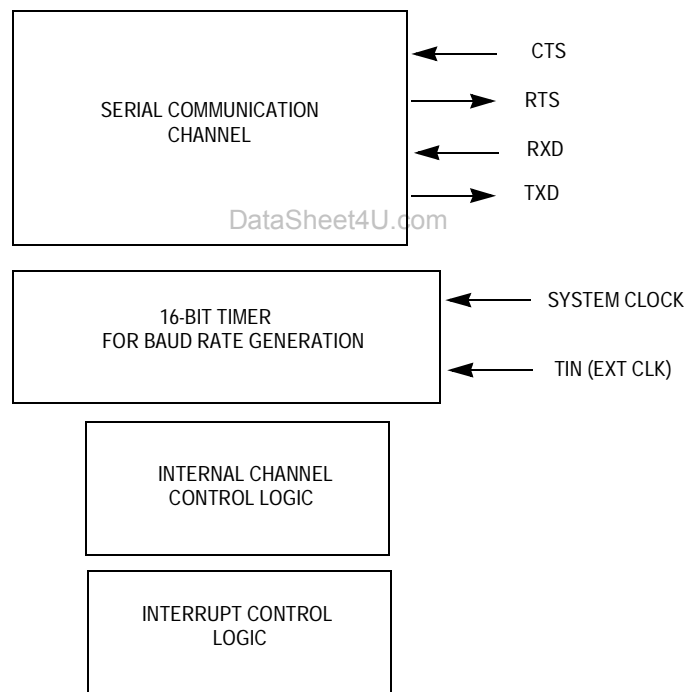 CTS
SERIAL COMMUNICATION
CHANNEL
RTS
RXD
TXD
DataSheet4U.com
16-BIT TIMER
FOR BAUD RATE GENERATION
SYSTEM CLOCK
TIN (EXT CLK)
INTERNAL CHANNEL
CONTROL LOGIC
INTERRUPT CONTROL
LOGIC